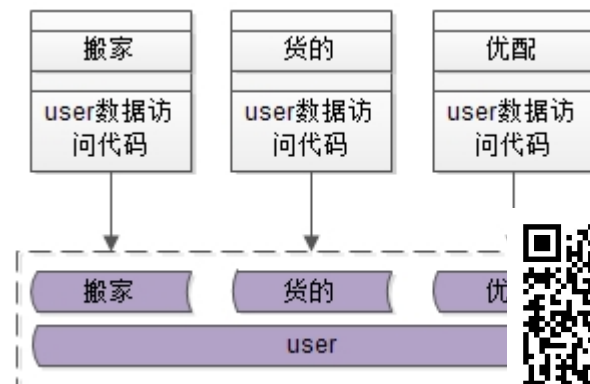 搬家 货的 优配
user数据访 user数据访 user数据访
问代码 问代码 问代码
搬家 货的 优
user